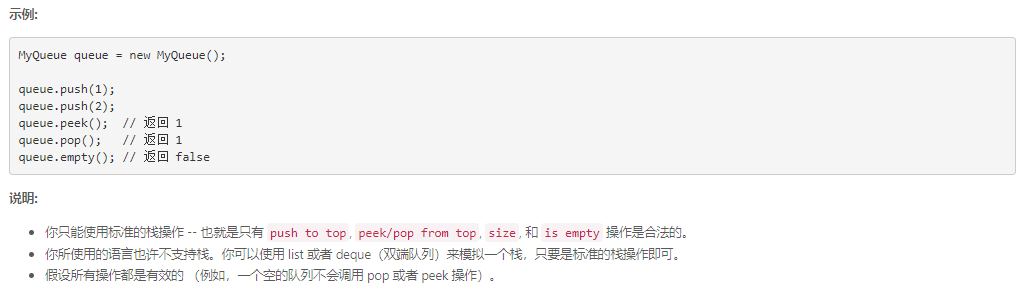 示例:
MyQueue queue = new MyQueue();
queue.push(1);
queue.push(2);
queue.peek();  // 返回 1
queue.pop();   // 返回 1
queue.empty(); // 返回 false
说明:
你只能使用标准的栈操作 -- 也就是只有 push to top, peek/pop from top, size, 和 is empty 操作是合法的。
你所使用的语言也许不支持栈。你可以使用 list 或者 deque（双端队列）来模拟一个栈，只要是标准的栈操作即可。
假设所有操作都是有效的 （例如，一个空的队列不会调用 pop 或者 peek 操作）。